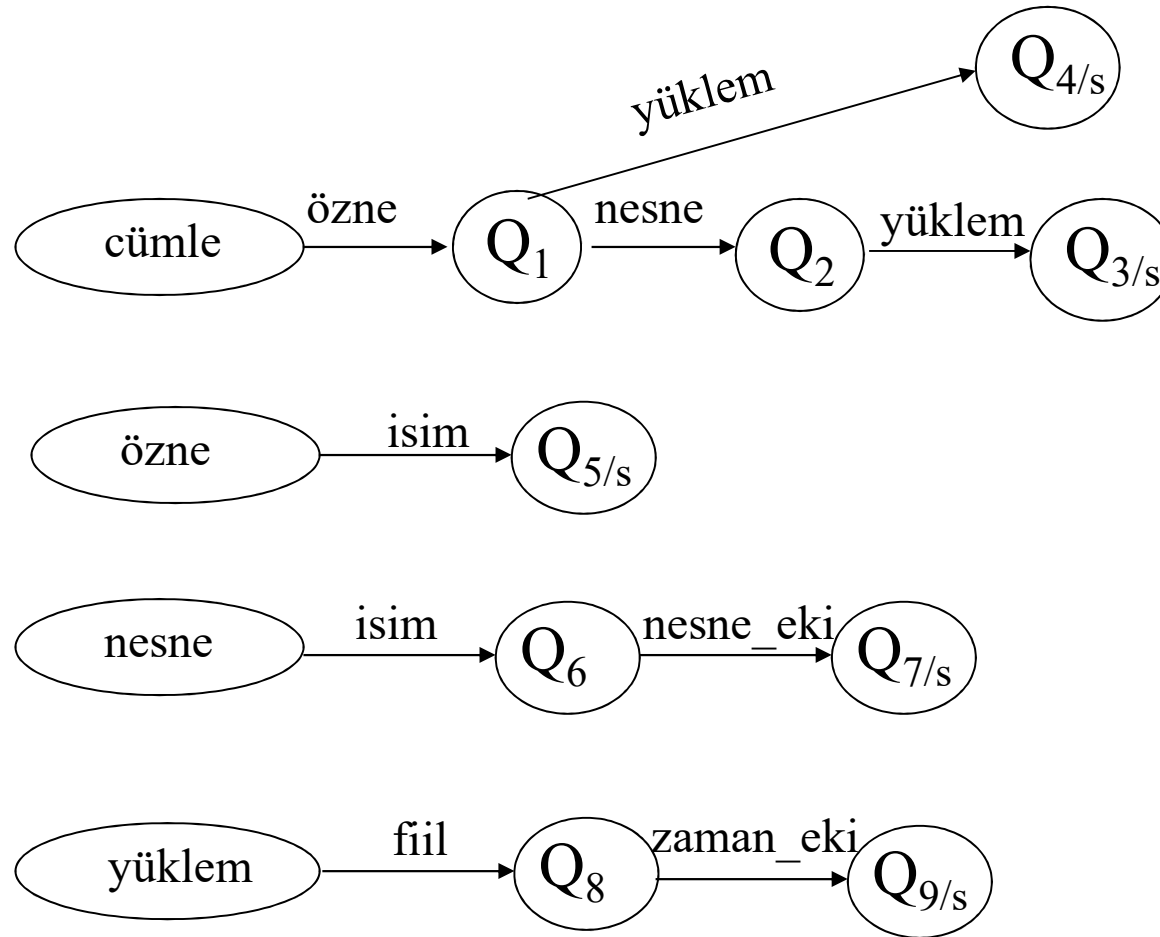 yüklem Q4/s
cümle özne Q1 nesne Q2 yüklem Q3/s
özne isim Q5/s
nesne isim Q6 nesne_eki Q7/s
yüklem fiil Q8 zaman_eki Q9/s